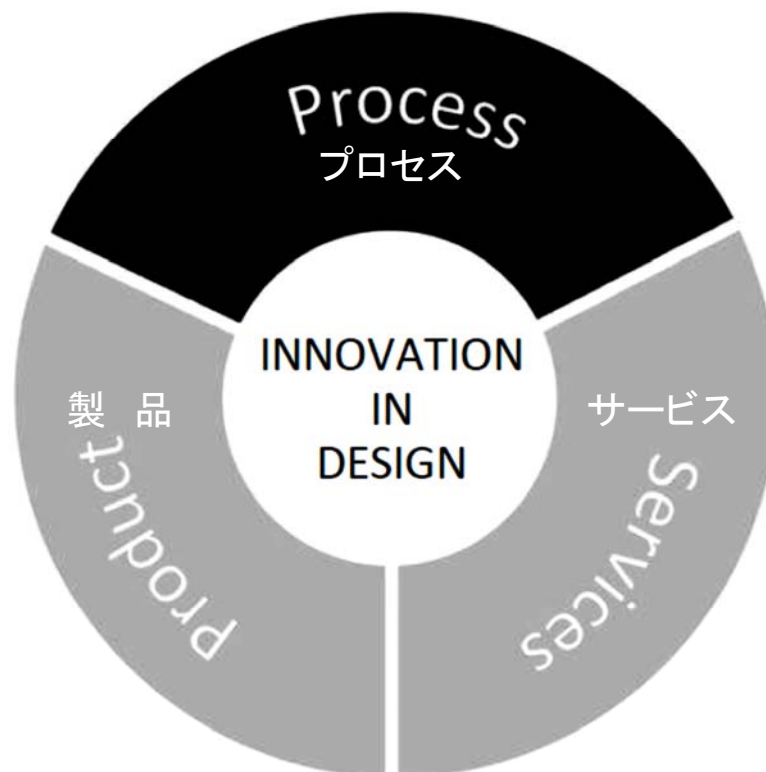 Process
プロセス
INNOVATION
IN
DESIGN
製 品
Product
サービス
Services